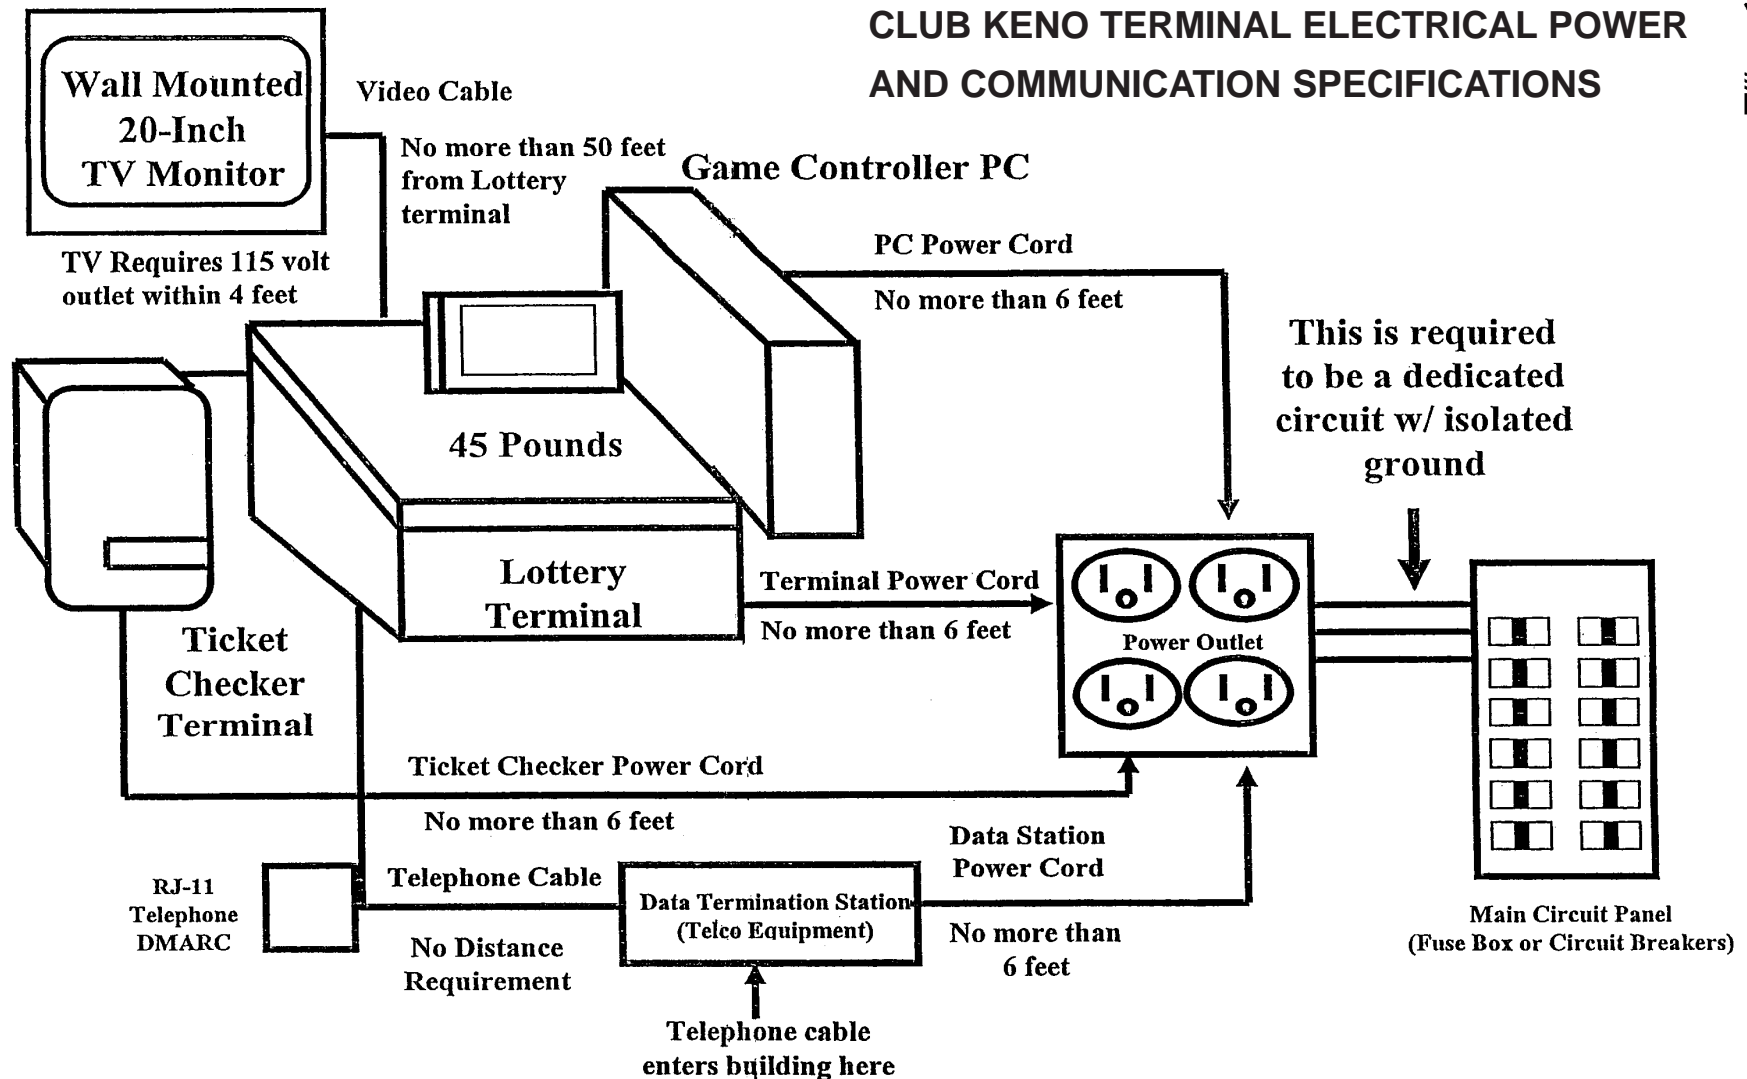 CLUB KENO TERMINAL ELECTRICAL POWER
AND COMMUNICATION SPECIFICATIONS
Wall Mounted
20-Inch
TV Monitor
Video Cable
No more than 50 feet
from Lottery
terminal
TV Requires 115 volt
outlet within 4 feet
Game Controller PC
PC Power Cord
No more than 6 feet
This is required
to be a dedicated
circuit w/ isolated
ground
45 Pounds
Lottery
Terminal
Terminal Power Cord
No more than 6 feet
Power Outlet
Ticket
Checker
Terminal
Ticket Checker Power Cord
No more than 6 feet
Data Station
Power Cord
No more than
6 feet
RJ-11
Telephone
DMARC
Telephone Cable
No Distance
Requirement
Data Termination Station
(Telco Equipment)
Telephone cable
enters building here
Main Circuit Panel
(Fuse Box or Circuit Breakers)